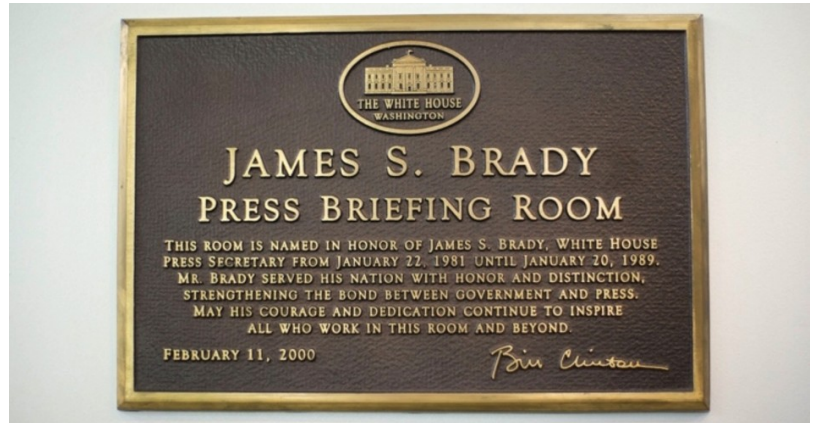 THE WHITE HOUSE
WASHINGTON
JAMES S. BRADY
PRESS BRIEFING ROOM
THIS ROOM IS NAMED IN HONOR OF JAMES S. BRADY, WHITE HOUSE
PRESS SECRETARY FROM JANUARY 22, 1981 UNTIL JANUARY 20, 1989.
MR. BRADY SERVED HIS NATION WITH HONOR AND DISTINCTION,
STRENGTHENING THE BOND BETWEEN GOVERNMENT AND PRESS.
MAY HIS COURAGE AND DEDICATION CONTINUE TO INSPIRE
ALL WHO WORK IN THIS ROOM AND BEYOND.
FEBRUARY 11, 2000
Bill Clinton